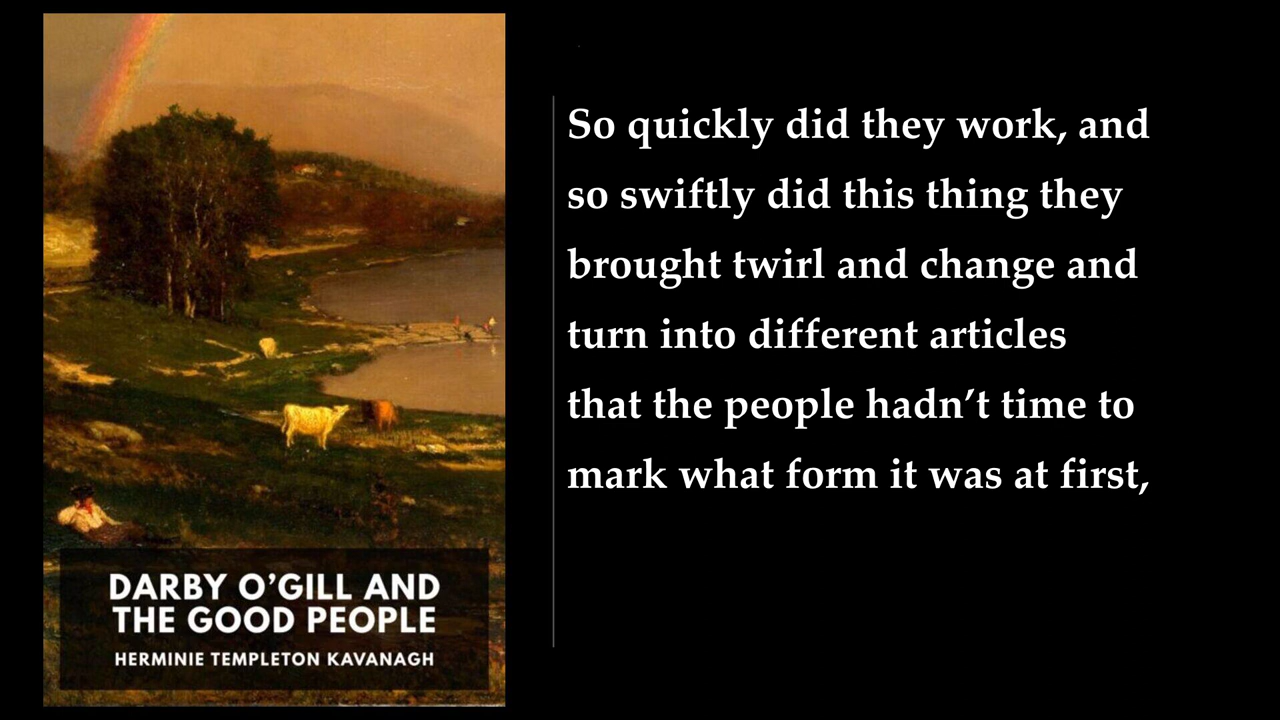 So quickly did they work, and
so swiftly did this thing they
brought twirl and change and
turn into different articles
that the people hadn’t time to
mark what form it was at first,
DARBY O’GILL AND
THE GOOD PEOPLE
HERMINIE TEMPLETON KAVANAGH